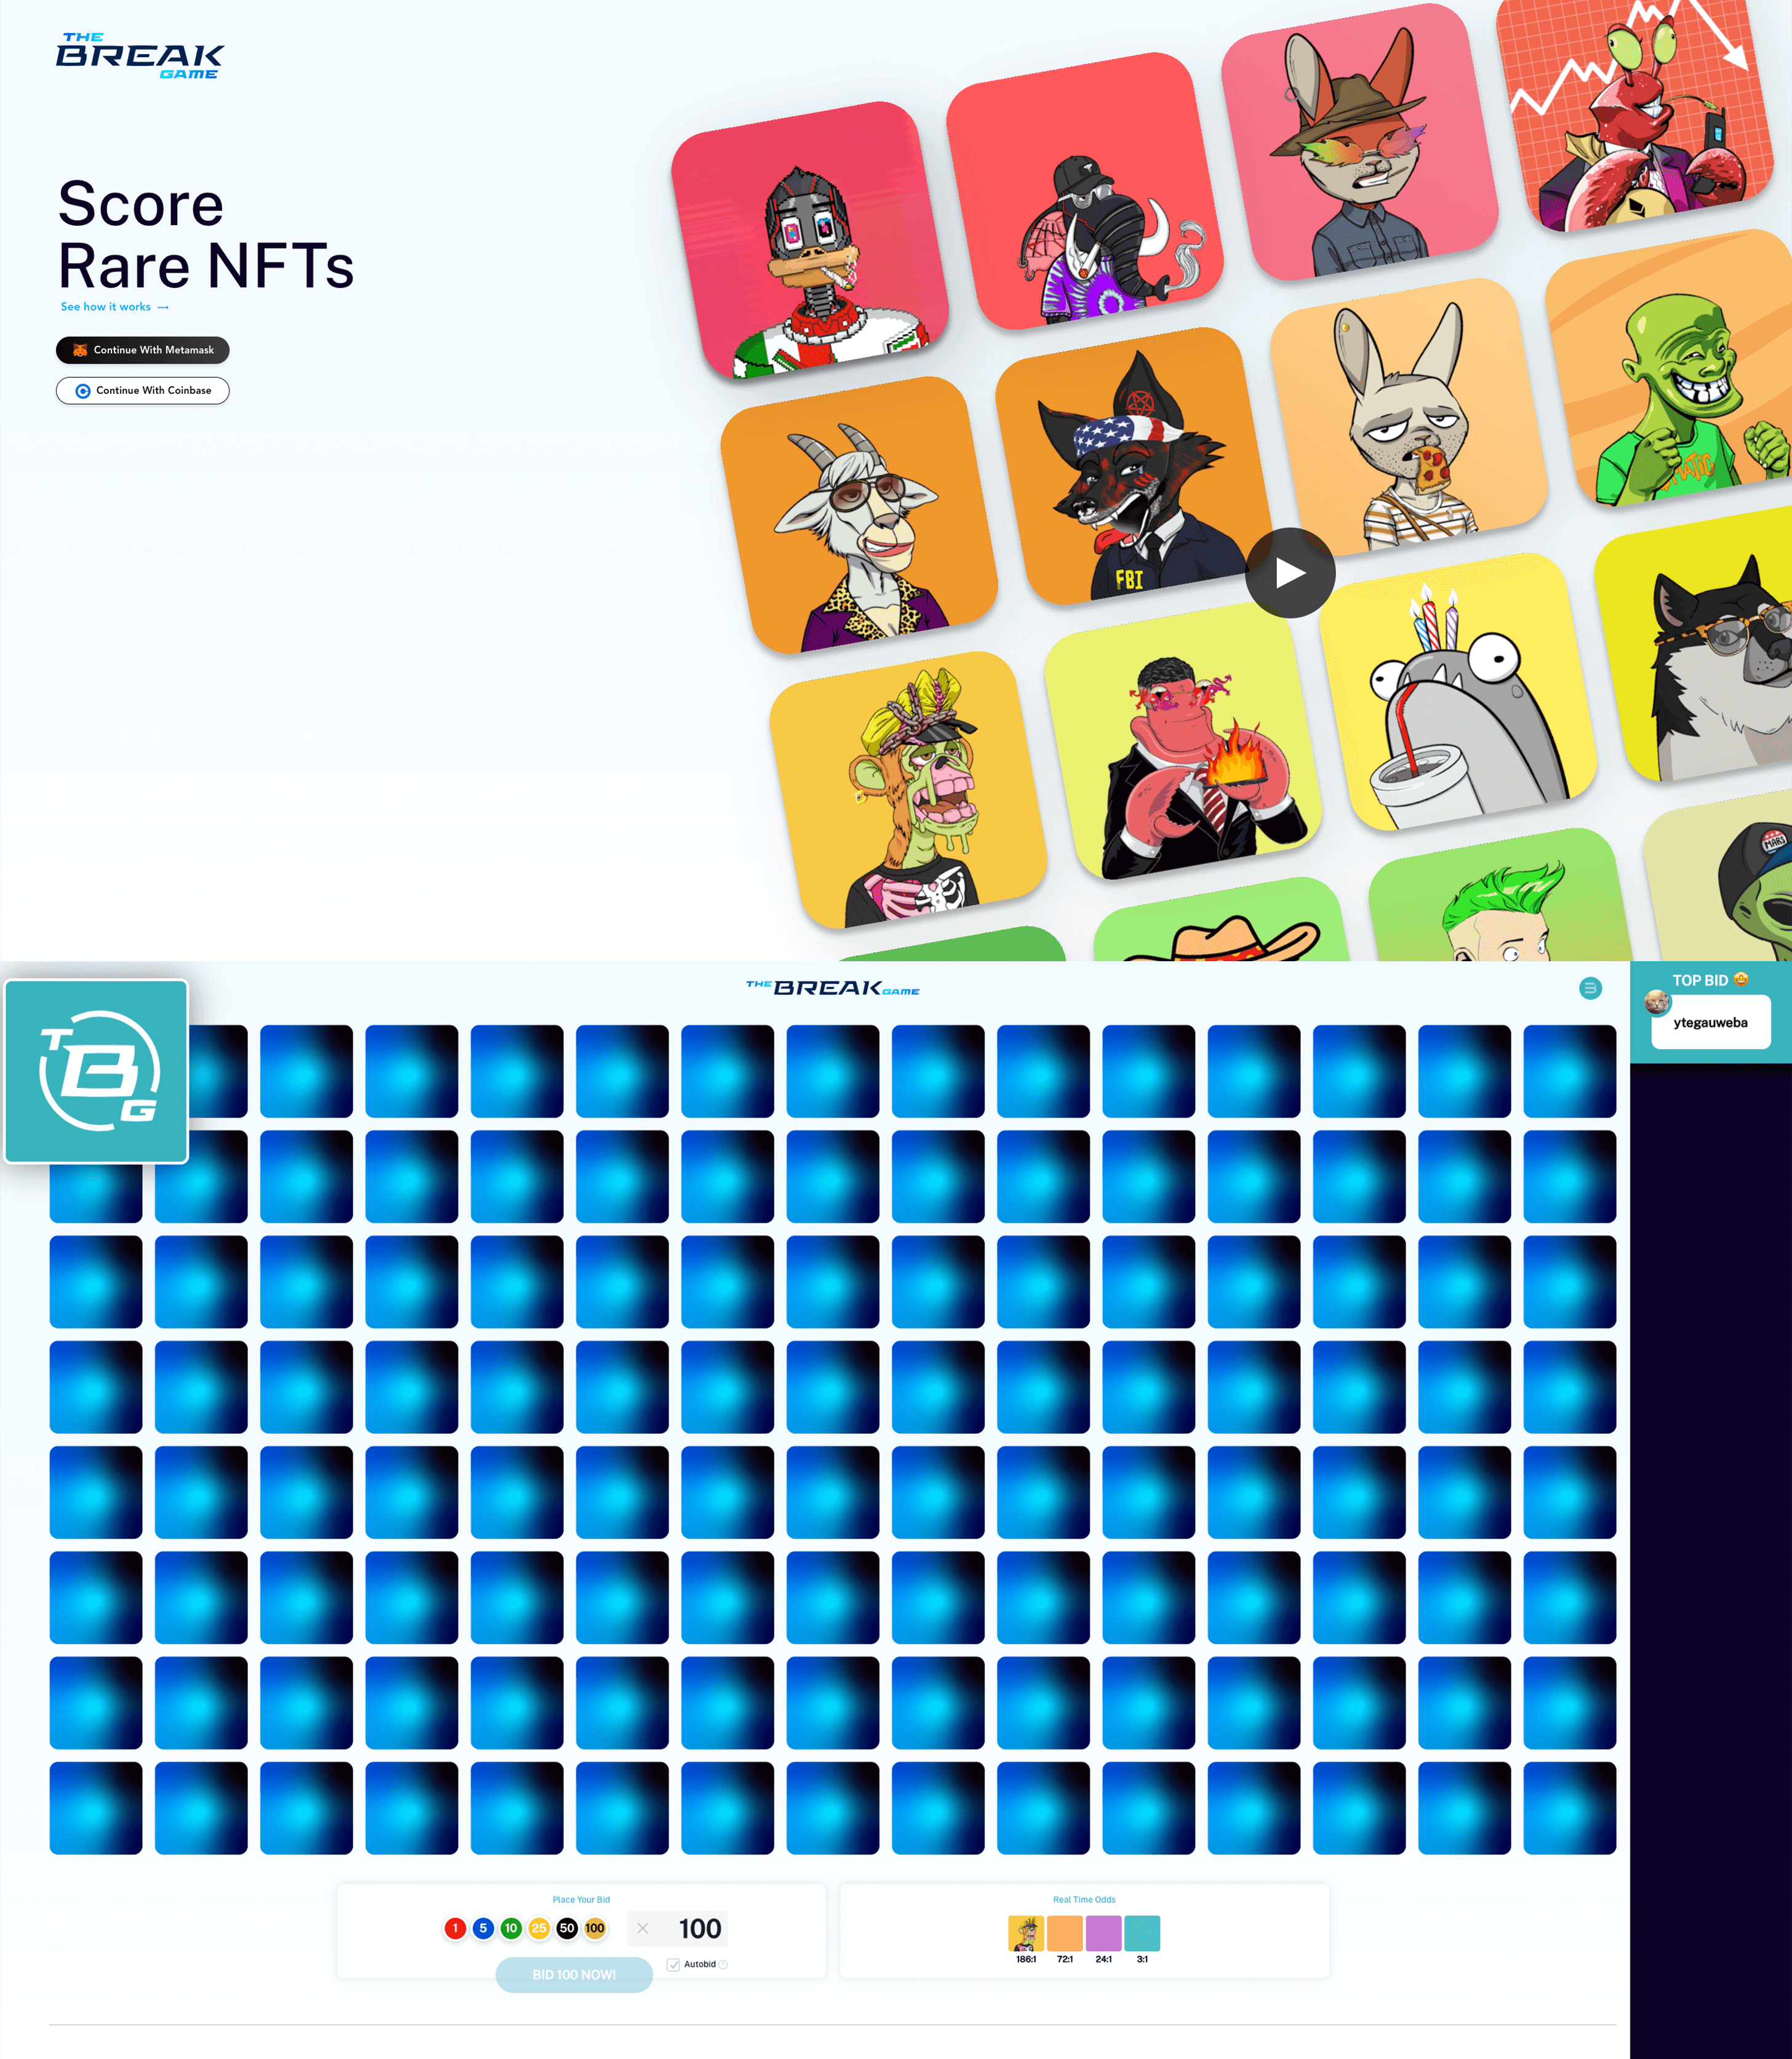 THE
BREAK
GAME
Score
Rare NFTs
See how it works →
Continue With Metamask
Continue With Coinbase
FBI
THE BREAK GAME
B
TOP BID 🤩
ytegauweba
T
B
G
Place Your Bid
1 5 10 25 50 100
× 100
Autobid
BID 100 NOW!
Real Time Odds
186:1 72:1 24:1 3:1